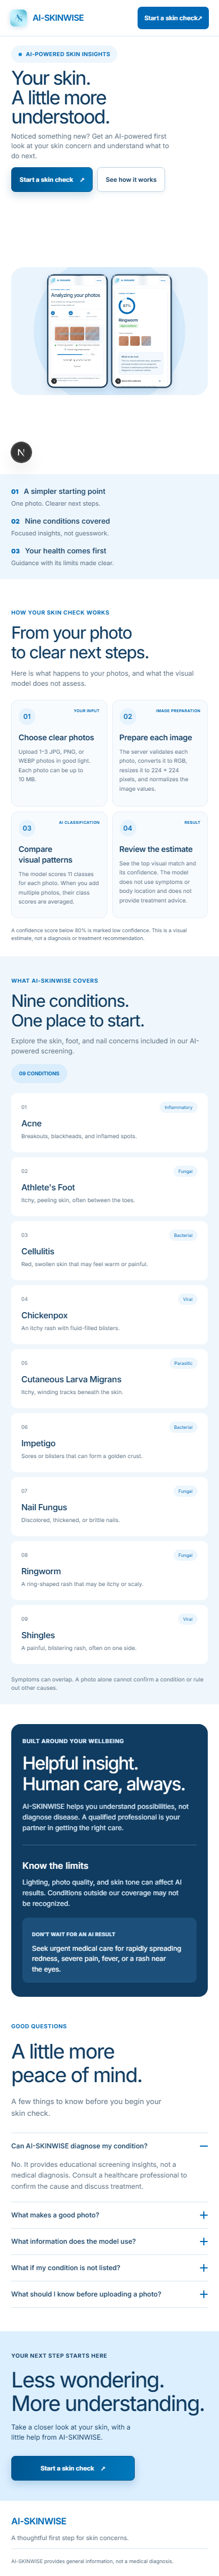 AI-SKINWISE
Start a skin check↗
AI-POWERED SKIN INSIGHTS
Your skin.
A little more
understood.
Noticed something new? Get an AI-powered first
look at your skin concern and understand what to
do next.
Start a skin check ↗
See how it works
Analyzing your photos
87%
Ringworm
N
01 A simpler starting point
One photo. Clearer next steps.
02 Nine conditions covered
Focused insights, not guesswork.
03 Your health comes first
Guidance with its limits made clear.
HOW YOUR SKIN CHECK WORKS
From your photo
to clear next steps.
Here is what happens to your photos, and what the visual
model does not assess.
01
YOUR INPUT
Choose clear photos
Upload 1–3 JPG, PNG, or
WEBP photos in good light.
Each photo can be up to
10 MB.
02
IMAGE PREPARATION
Prepare each image
The server validates each
photo, converts it to RGB,
resizes it to 224 × 224
pixels, and normalizes the
image values.
03
AI CLASSIFICATION
Compare
visual patterns
The model scores 11 classes
for each photo. When you add
multiple photos, their class
scores are averaged.
04
RESULT
Review the estimate
See the top visual match and
its confidence. The model
does not use symptoms or
body location and does not
provide treatment advice.
A confidence score below 80% is marked low confidence. This is a visual
estimate, not a diagnosis or treatment recommendation.
WHAT AI-SKINWISE COVERS
Nine conditions.
One place to start.
Explore the skin, foot, and nail concerns included in our AI-
powered screening.
09 CONDITIONS
01
Inflammatory
Acne
Breakouts, blackheads, and inflamed spots.
02
Fungal
Athlete's Foot
Itchy, peeling skin, often between the toes.
03
Bacterial
Cellulitis
Red, swollen skin that may feel warm or painful.
04
Viral
Chickenpox
An itchy rash with fluid-filled blisters.
05
Parasitic
Cutaneous Larva Migrans
Itchy, winding tracks beneath the skin.
06
Bacterial
Impetigo
Sores or blisters that can form a golden crust.
07
Fungal
Nail Fungus
Discolored, thickened, or brittle nails.
08
Fungal
Ringworm
A ring-shaped rash that may be itchy or scaly.
09
Viral
Shingles
A painful, blistering rash, often on one side.
Symptoms can overlap. A photo alone cannot confirm a condition or rule
out other causes.
BUILT AROUND YOUR WELLBEING
Helpful insight.
Human care, always.
AI-SKINWISE helps you understand possibilities, not
diagnose disease. A qualified professional is your
partner in getting the right care.
Know the limits
Lighting, photo quality, and skin tone can affect AI
results. Conditions outside our coverage may not
be recognized.
DON'T WAIT FOR AN AI RESULT
Seek urgent medical care for rapidly spreading
redness, severe pain, fever, or a rash near
the eyes.
GOOD QUESTIONS
A little more
peace of mind.
A few things to know before you begin your
skin check.
Can AI-SKINWISE diagnose my condition?
No. It provides educational screening insights, not a
medical diagnosis. Consult a healthcare professional to
confirm the cause and discuss treatment.
What makes a good photo?
What information does the model use?
What if my condition is not listed?
What should I know before uploading a photo?
YOUR NEXT STEP STARTS HERE
Less wondering.
More understanding.
Take a closer look at your skin, with a
little help from AI-SKINWISE.
Start a skin check ↗
AI-SKINWISE
A thoughtful first step for skin concerns.
AI-SKINWISE provides general information, not a medical diagnosis.